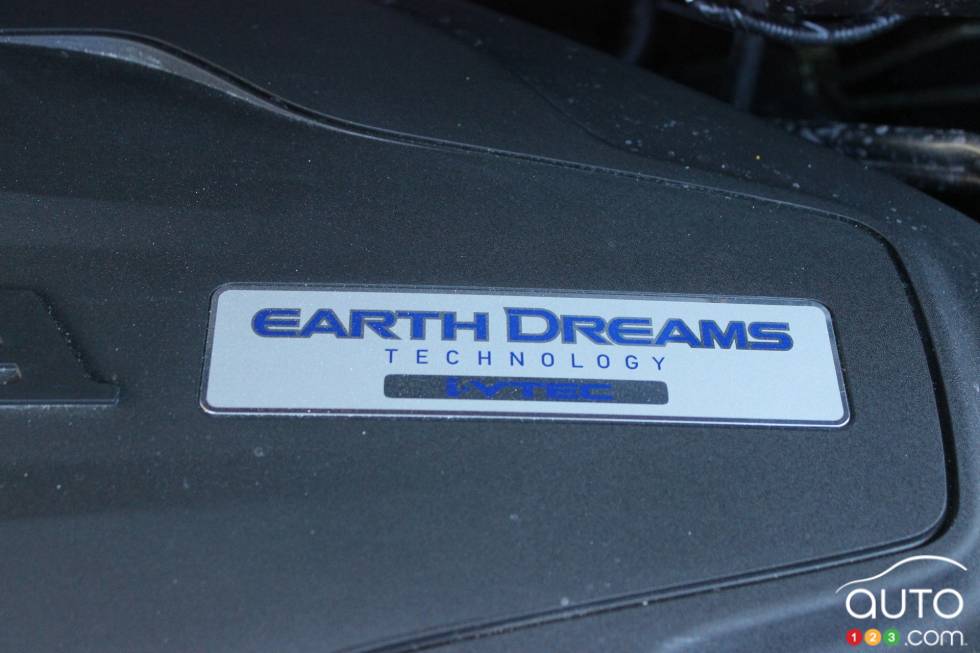 EARTH DREAMS
TECHNOLOGY
i-VTEC
AUTO
123.com